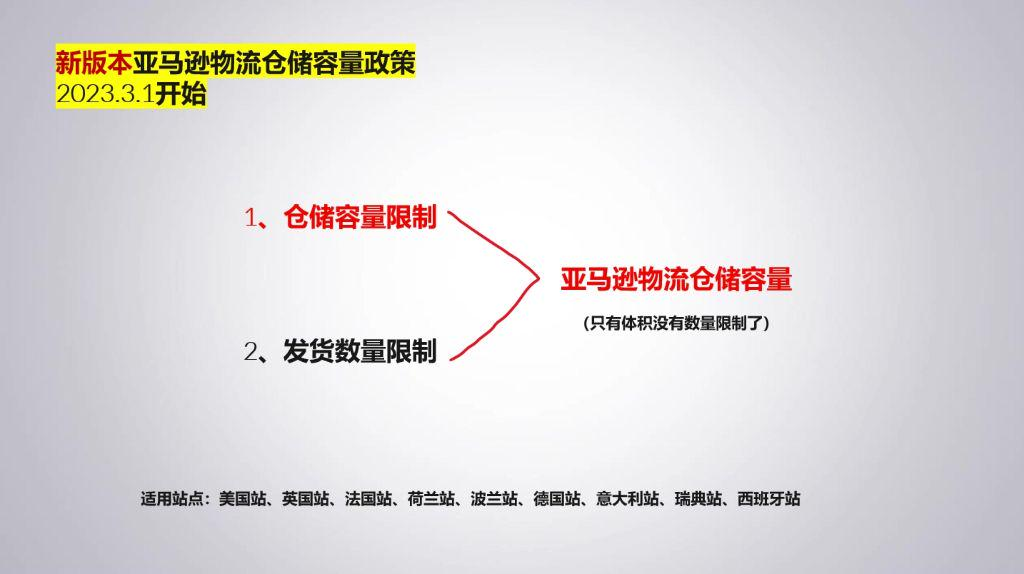 新版本亚马逊物流仓储容量政策
2023.3.1开始
1、仓储容量限制
亚马逊物流仓储容量
（只有体积没有数量限制了）
2、发货数量限制
适用站点：美国站、英国站、法国站、荷兰站、波兰站、德国站、意大利站、瑞典站、西班牙站